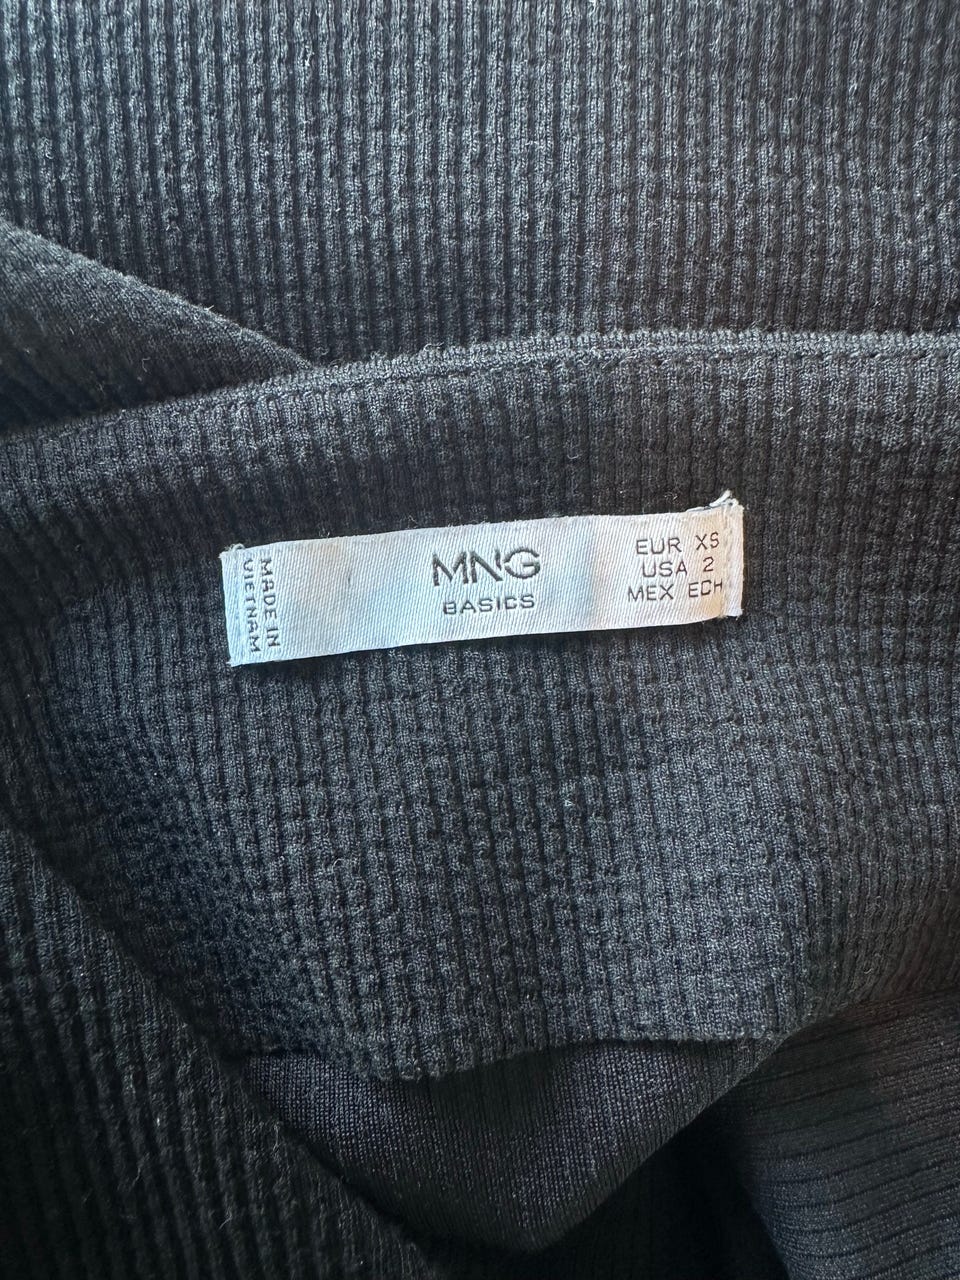 MADE IN
VIETNAM
MNG
BASICS
EUR XS
USA 2
MEX ECH